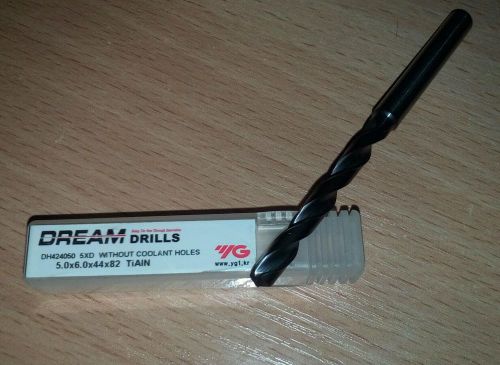 DREAM DRILLS
DH424050 5XD WITHOUT COOLANT HOLES
5.0x6.0x44x82 TiAlN
YG
www.yg1.kr